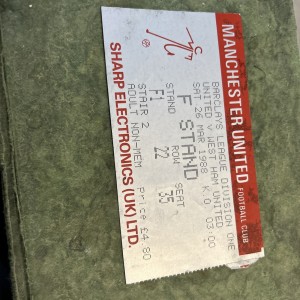 MANCHESTER UNITED FOOTBALL CLUB
BARCLAYS LEAGUE DIVISION ONE
UNITED V WEST HAM UNITED
SAT. 26 MAR 1988 K.O. 03:00
F STAND
STAND ROW SEAT
F1 22 35
STAIR 2
ADULT NON-MEM Price: £4.80
SHARP ELECTRONICS (UK) LTD.